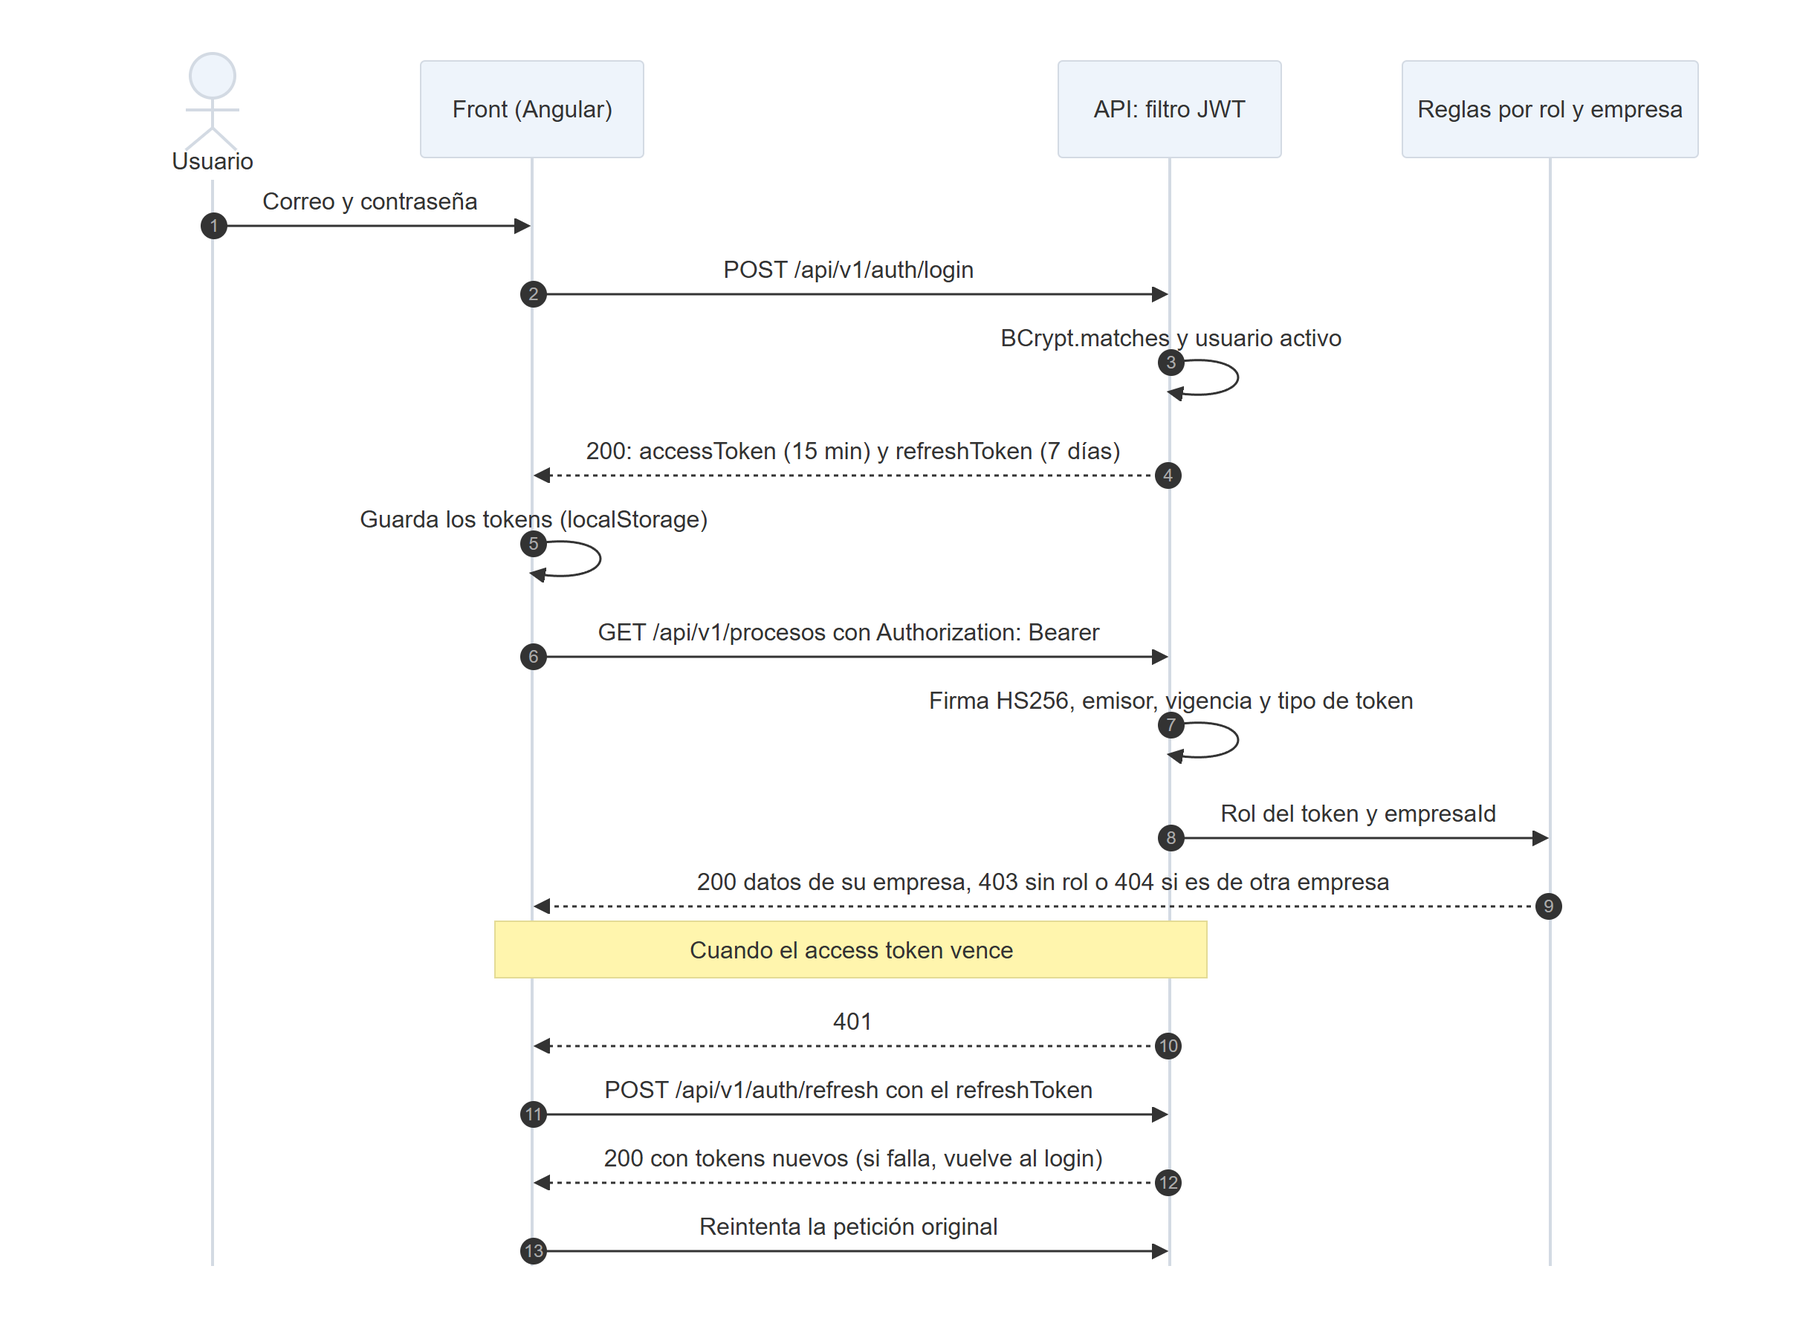 Usuario
Front (Angular)
API: filtro JWT
Reglas por rol y empresa
Correo y contraseña
1
POST /api/v1/auth/login
2
BCrypt.matches y usuario activo
3
200: accessToken (15 min) y refreshToken (7 días)
4
Guarda los tokens (localStorage)
5
GET /api/v1/procesos con Authorization: Bearer
6
Firma HS256, emisor, vigencia y tipo de token
7
Rol del token y empresaId
8
200 datos de su empresa, 403 sin rol o 404 si es de otra empresa
9
Cuando el access token vence
401
10
POST /api/v1/auth/refresh con el refreshToken
11
200 con tokens nuevos (si falla, vuelve al login)
12
Reintenta la petición original
13